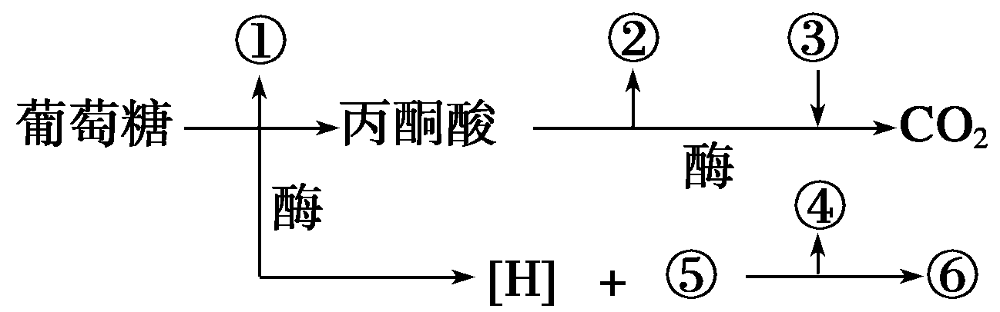 ① ② ③
葡萄糖 丙酮酸 CO₂
酶
酶
④
[H] + ⑤ ⑥